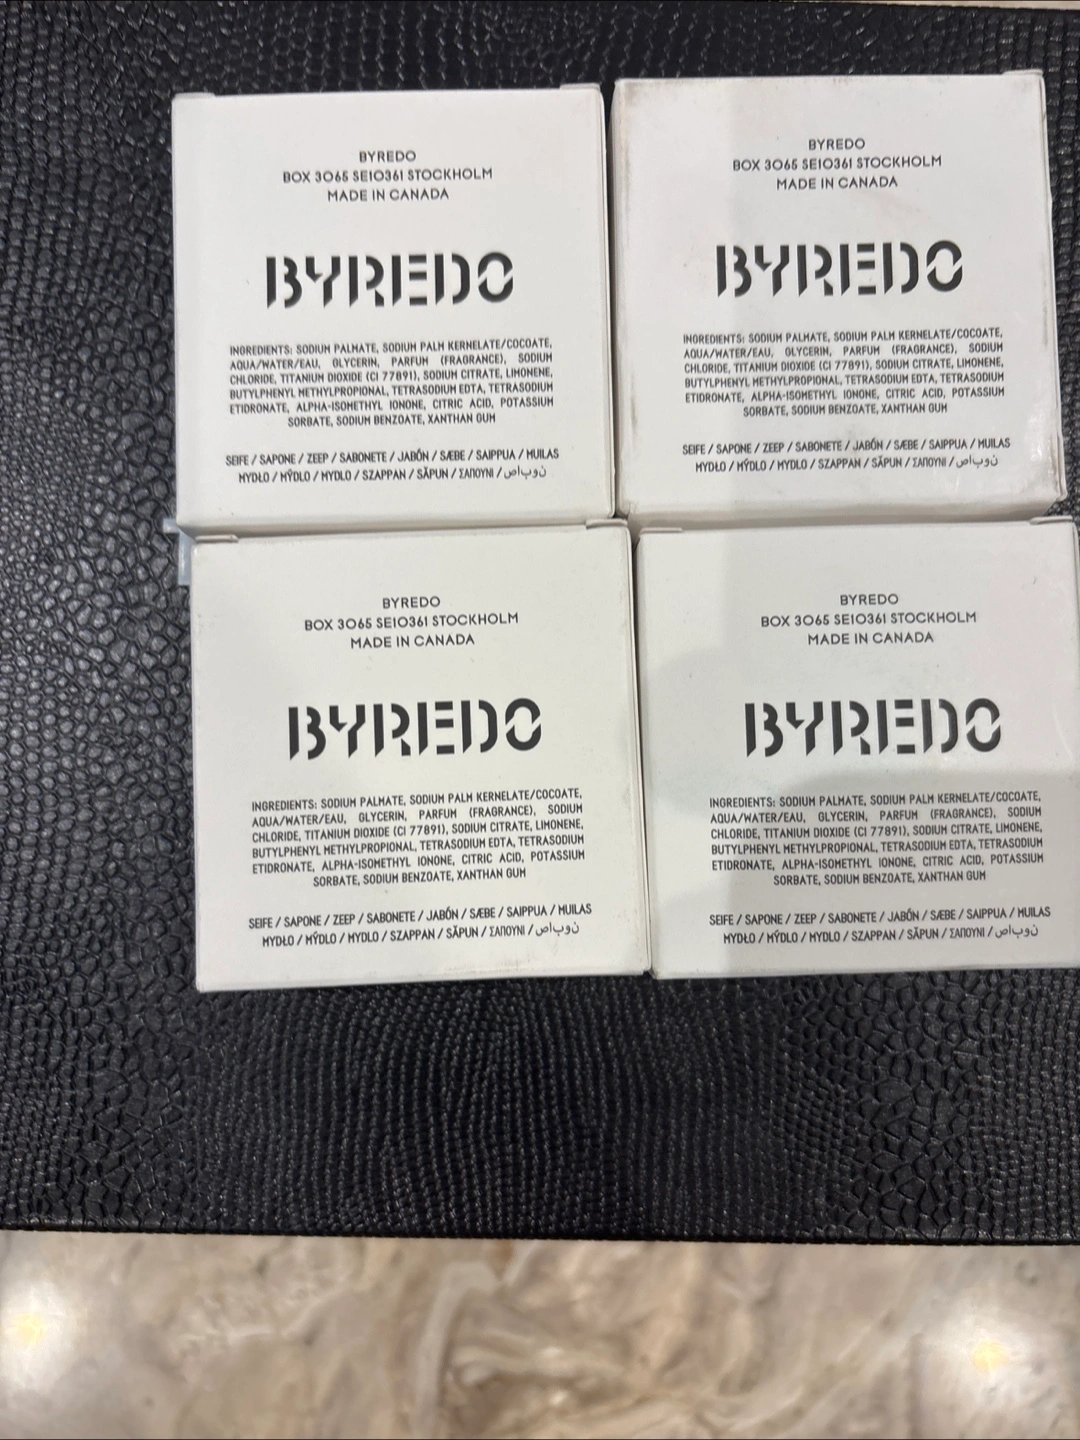 BYREDO
BOX 3065 SE10361 STOCKHOLM
MADE IN CANADA
BYREDO
INGREDIENTS: SODIUM PALMATE, SODIUM PALM KERNELATE/COCOATE,
AQUA/WATER/EAU, GLYCERIN, PARFUM (FRAGRANCE), SODIUM
CHLORIDE, TITANIUM DIOXIDE (CI 77891), SODIUM CITRATE, LIMONENE,
BUTYLPHENYL METHYLPROPIONAL, TETRASODIUM EDTA, TETRASODIUM
ETIDRONATE, ALPHA-ISOMETHYL IONONE, CITRIC ACID, POTASSIUM
SORBATE, SODIUM BENZOATE, XANTHAN GUM
SEIFE / SAPONE / ZEEP / SABONETE / JABÓN / SÆBE / SAIPPUA / MUILAS
MYDŁO / MÝDLO / MYDLO / SZAPPAN / SĂPUN / ΣΑΠΟΥΝΙ / صابون
BYREDO
BOX 3065 SE10361 STOCKHOLM
MADE IN CANADA
BYREDO
INGREDIENTS: SODIUM PALMATE, SODIUM PALM KERNELATE/COCOATE,
AQUA/WATER/EAU, GLYCERIN, PARFUM (FRAGRANCE), SODIUM
CHLORIDE, TITANIUM DIOXIDE (CI 77891), SODIUM CITRATE, LIMONENE,
BUTYLPHENYL METHYLPROPIONAL, TETRASODIUM EDTA, TETRASODIUM
ETIDRONATE, ALPHA-ISOMETHYL IONONE, CITRIC ACID, POTASSIUM
SORBATE, SODIUM BENZOATE, XANTHAN GUM
SEIFE / SAPONE / ZEEP / SABONETE / JABÓN / SÆBE / SAIPPUA / MUILAS
MYDŁO / MÝDLO / MYDLO / SZAPPAN / SĂPUN / ΣΑΠΟΥΝΙ / صابون
BYREDO
BOX 3065 SE10361 STOCKHOLM
MADE IN CANADA
BYREDO
INGREDIENTS: SODIUM PALMATE, SODIUM PALM KERNELATE/COCOATE,
AQUA/WATER/EAU, GLYCERIN, PARFUM (FRAGRANCE), SODIUM
CHLORIDE, TITANIUM DIOXIDE (CI 77891), SODIUM CITRATE, LIMONENE,
BUTYLPHENYL METHYLPROPIONAL, TETRASODIUM EDTA, TETRASODIUM
ETIDRONATE, ALPHA-ISOMETHYL IONONE, CITRIC ACID, POTASSIUM
SORBATE, SODIUM BENZOATE, XANTHAN GUM
SEIFE / SAPONE / ZEEP / SABONETE / JABÓN / SÆBE / SAIPPUA / MUILAS
MYDŁO / MÝDLO / MYDLO / SZAPPAN / SĂPUN / ΣΑΠΟΥΝΙ / صابون
BYREDO
BOX 3065 SE10361 STOCKHOLM
MADE IN CANADA
BYREDO
INGREDIENTS: SODIUM PALMATE, SODIUM PALM KERNELATE/COCOATE,
AQUA/WATER/EAU, GLYCERIN, PARFUM (FRAGRANCE), SODIUM
CHLORIDE, TITANIUM DIOXIDE (CI 77891), SODIUM CITRATE, LIMONENE,
BUTYLPHENYL METHYLPROPIONAL, TETRASODIUM EDTA, TETRASODIUM
ETIDRONATE, ALPHA-ISOMETHYL IONONE, CITRIC ACID, POTASSIUM
SORBATE, SODIUM BENZOATE, XANTHAN GUM
SEIFE / SAPONE / ZEEP / SABONETE / JABÓN / SÆBE / SAIPPUA / MUILAS
MYDŁO / MÝDLO / MYDLO / SZAPPAN / SĂPUN / ΣΑΠΟΥΝΙ / صابون